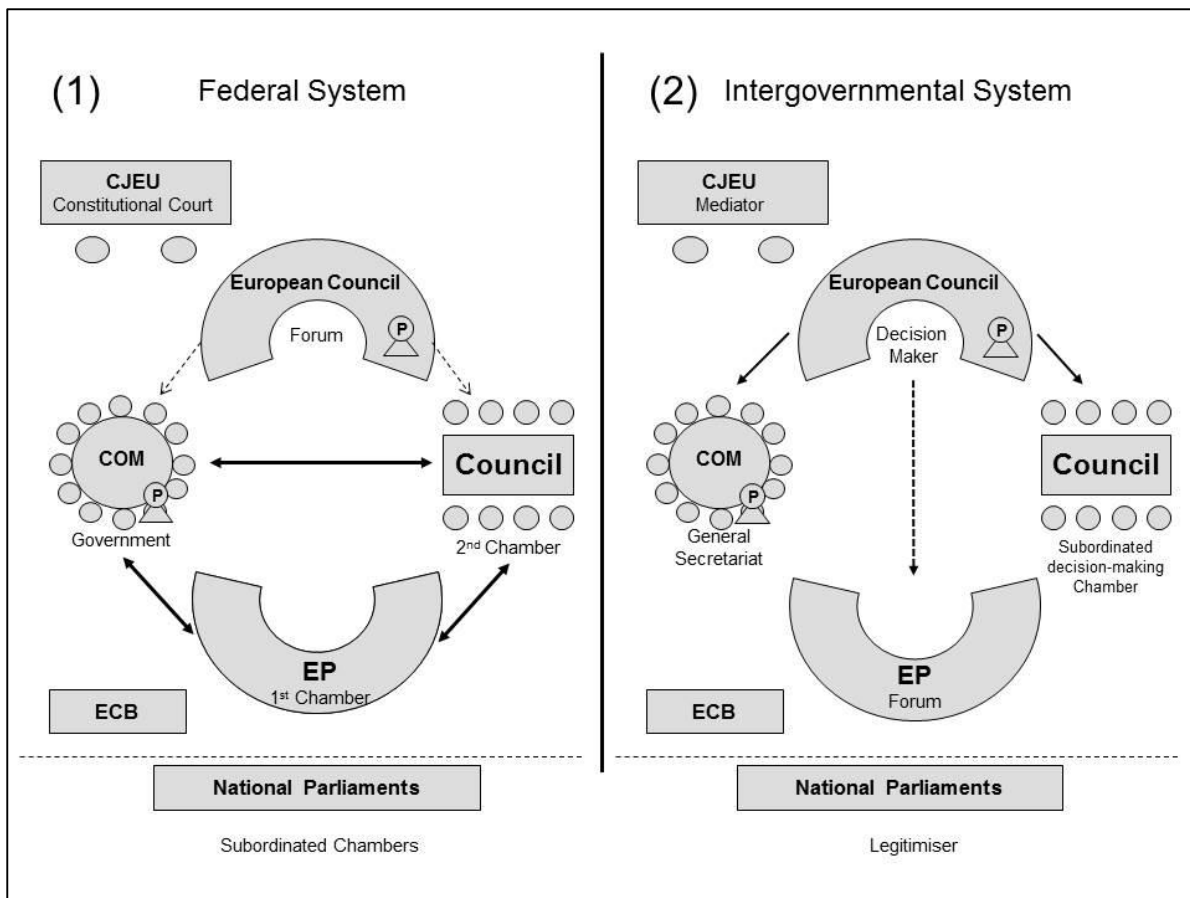 (1) Federal System
CJEU
Constitutional Court
European Council
Forum
P
COM
P
Government
Council
2nd Chamber
EP
1st Chamber
ECB
National Parliaments
Subordinated Chambers
(2) Intergovernmental System
CJEU
Mediator
European Council
Decision
Maker
P
COM
P
General
Secretariat
Council
Subordinated
decision-making
Chamber
EP
Forum
ECB
National Parliaments
Legitimiser